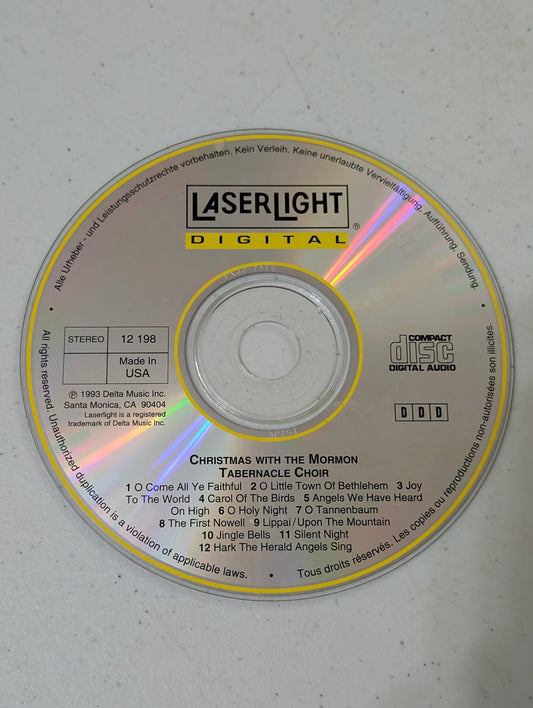 Alle Urheber - und Leistungsschutzrechte vorbehalten. Kein Verleih. Keine unerlaubte Vervielfältigung, Aufführung, Sendung.
LASERLIGHT®
DIGITAL
STEREO 12 198
Made In
USA
℗ 1993 Delta Music Inc.
Santa Monica, CA 90404
Laserlight is a registered
trademark of Delta Music Inc.
COMPACT
disc
DIGITAL AUDIO
D D D
CHRISTMAS WITH THE MORMON
TABERNACLE CHOIR
1 O Come All Ye Faithful 2 O Little Town Of Bethlehem 3 Joy
To The World 4 Carol Of The Birds 5 Angels We Have Heard
On High 6 O Holy Night 7 O Tannenbaum
8 The First Nowell 9 Lippai/Upon The Mountain
10 Jingle Bells 11 Silent Night
12 Hark The Herald Angels Sing
All rights reserved. Unauthorized duplication is a violation of applicable laws.
Tous droits réservés. Les copies ou reproductions non-autorisées son illicites.